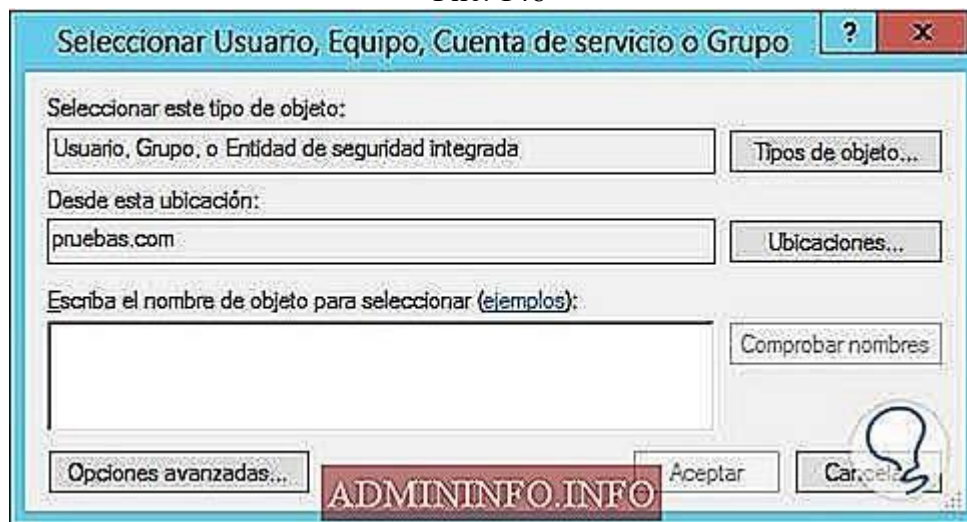 Seleccionar Usuario, Equipo, Cuenta de servicio o Grupo ? x
Seleccionar este tipo de objeto:
Usuario, Grupo, o Entidad de seguridad integrada Tipos de objeto...
Desde esta ubicación:
pruebas.com Ubicaciones...
Escriba el nombre de objeto para seleccionar (ejemplos):
Comprobar nombres
Opciones avanzadas... Aceptar Cancelar
ADMININFO.INFO